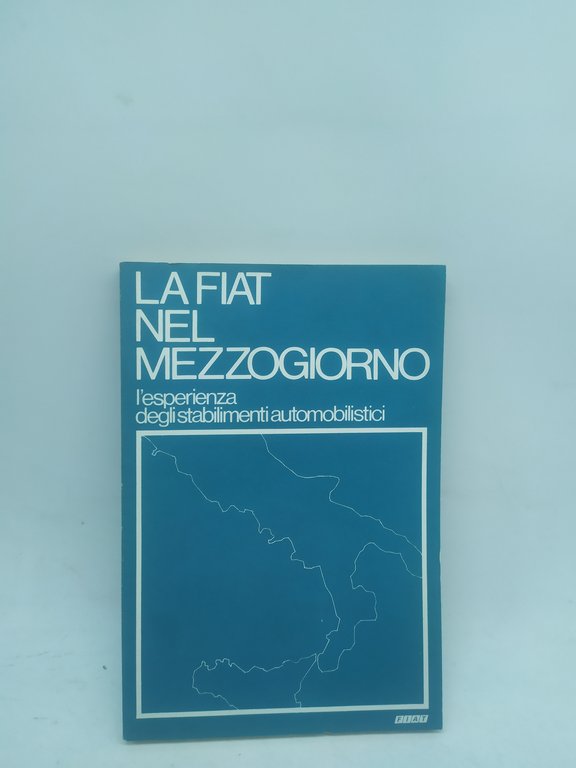 LA FIAT
NEL
MEZZOGIORNO
l'esperienza
degli stabilimenti automobilistici
FIAT